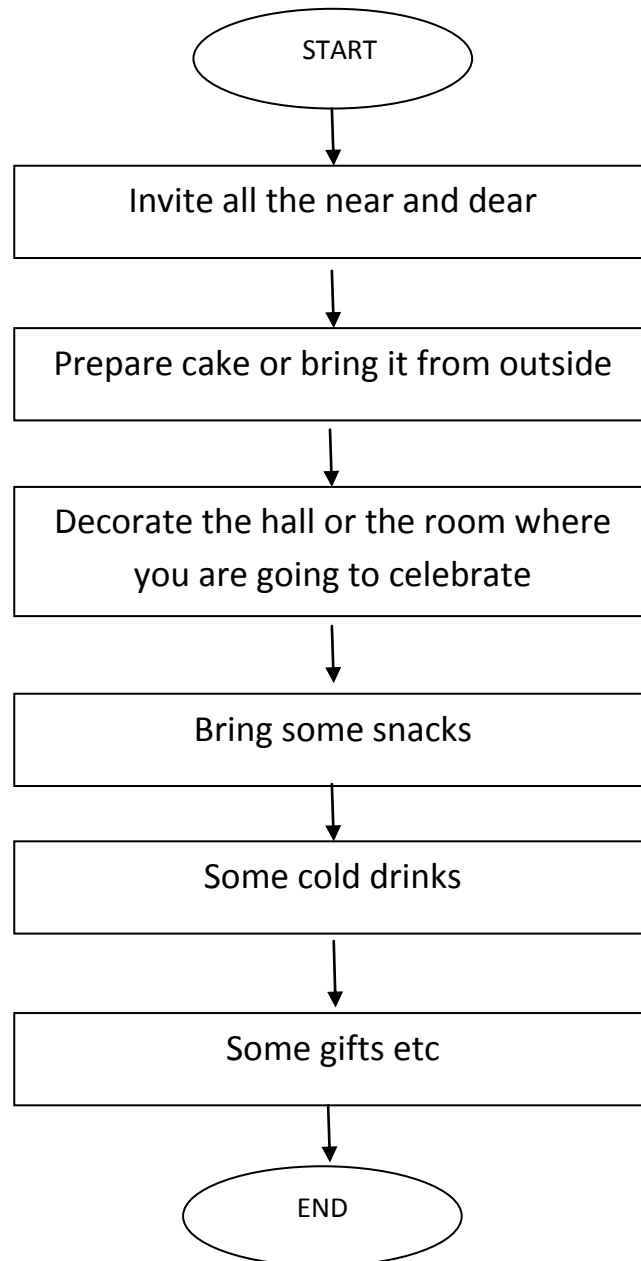 START
Invite all the near and dear
Prepare cake or bring it from outside
Decorate the hall or the room where
you are going to celebrate
Bring some snacks
Some cold drinks
Some gifts etc
END